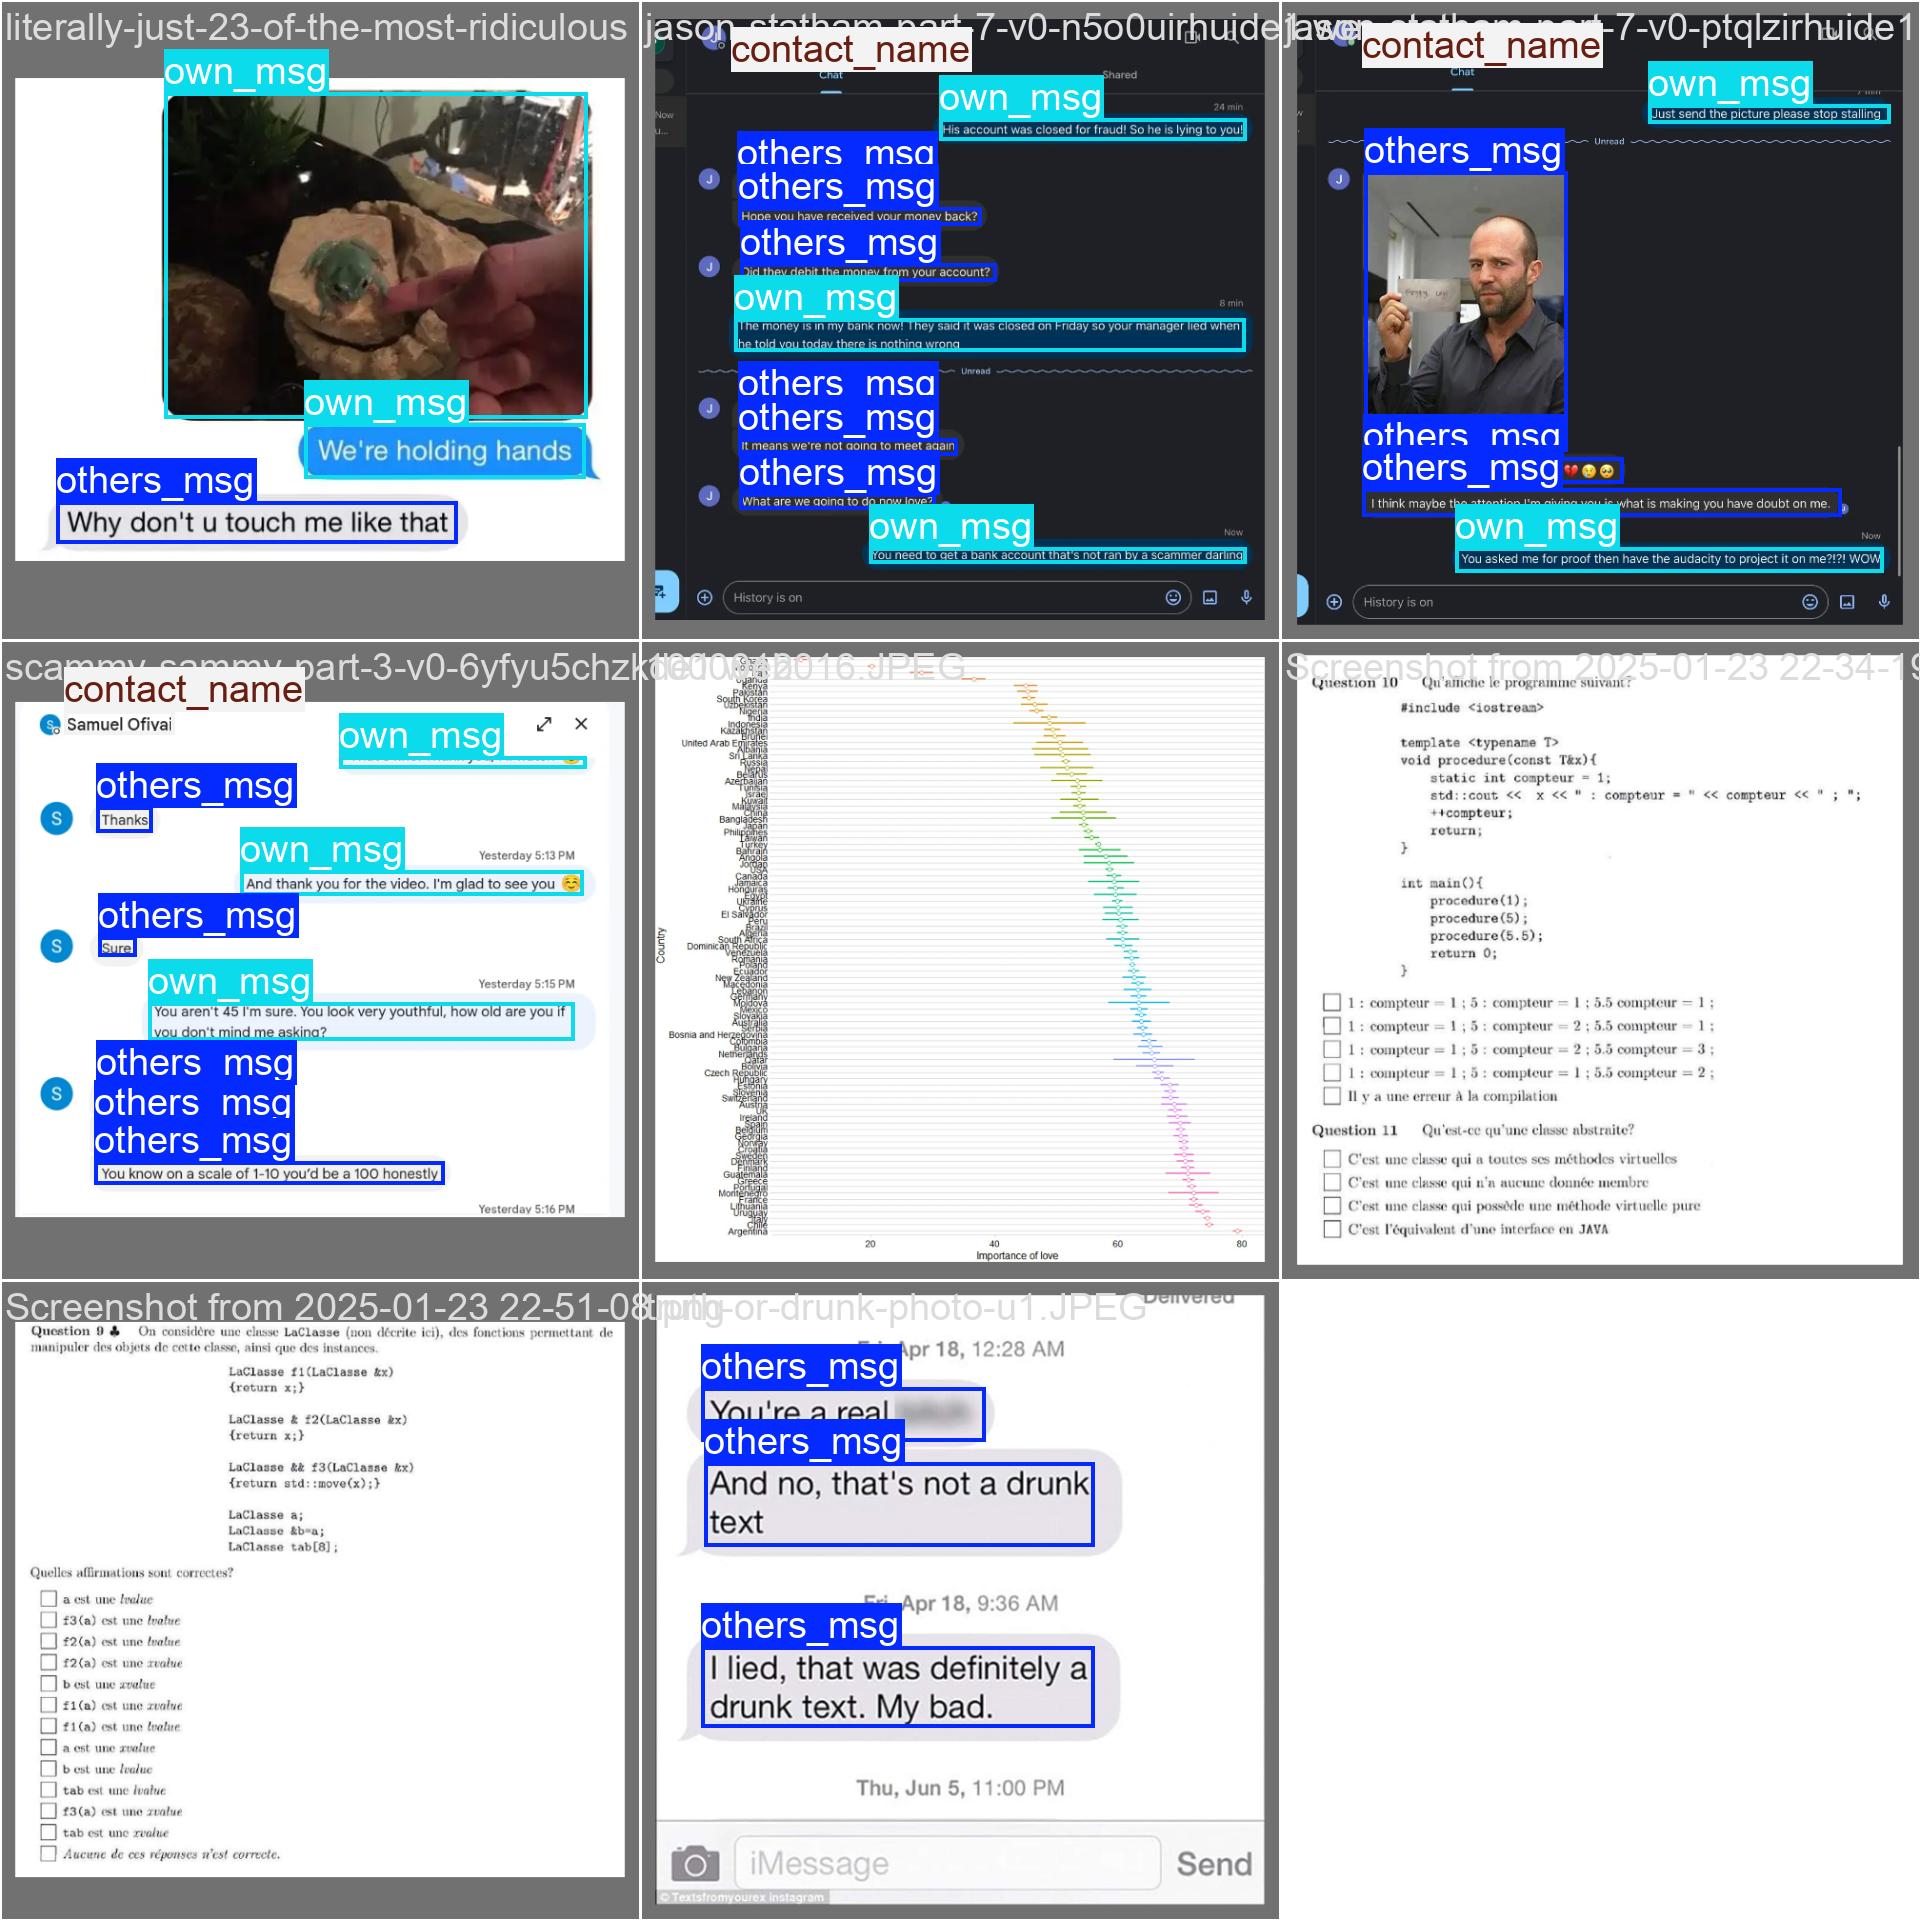 literally-just-23-of-the-most-ridiculous
own_msg
own_msg
We're holding hands
others_msg
Why don't u touch me like that
jason-statham-part-7-v0-n5o0uirhuide1
contact_name
Chat
Shared
Now
u...
own_msg
24 min
His account was closed for fraud! So he is lying to you!
others_msg
others_msg
J
Hope you have received your money back?
others_msg
J
Did they debit the money from your account?
own_msg
8 min
The money is in my bank now! They said it was closed on Friday so your manager lied when
he told you today there is nothing wrong
Unread
others_msg
others_msg
J
It means we're not going to meet again
others_msg
J
What are we going to do now love?
own_msg
Now
You need to get a bank account that's not ran by a scammer darling
History is on
jason-statham-part-7-v0-ptqlzirhuide1
contact_name
Chat
own_msg
Just send the picture please stop stalling
Unread
others_msg
J
others_msg
others_msg
I think maybe the attention I'm giving you is what is making you have doubt on me.
own_msg
Now
You asked me for proof then have the audacity to project it on me?!?! WOW
History is on
scammy-sammy-part-3-v0-6yfyu5chzk
contact_name
S Samuel Ofiyai
own_msg
others_msg
S
Thanks
own_msg
Yesterday 5:13 PM
And thank you for the video. I'm glad to see you ☺️
others_msg
S
Sure
own_msg
Yesterday 5:15 PM
You aren't 45 I'm sure. You look very youthful, how old are you if
you don't mind me asking?
others_msg
S
others_msg
others_msg
You know on a scale of 1-10 you'd be a 100 honestly
Yesterday 5:16 PM
2016.JPEG
Uganda
Kenya
Pakistan
South Korea
Uzbekistan
Nigeria
India
Indonesia
Kazakhstan
Brunei
United Arab Emirates
Albania
Sri Lanka
Russia
Nepal
Belarus
Azerbaijan
Tunisia
Israel
Kuwait
Malaysia
China
Bangladesh
Japan
Philippines
Taiwan
Turkey
Bahrain
Angola
Jordan
USA
Canada
Jamaica
Honduras
Egypt
Ukraine
Cyprus
El Salvador
Peru
Brazil
Algeria
South Africa
Dominican Republic
Venezuela
Romania
Poland
Ecuador
New Zealand
Macedonia
Lebanon
Germany
Moldova
Mexico
Slovakia
Australia
Serbia
Bosnia and Herzegovina
Colombia
Bulgaria
Netherlands
Qatar
Bolivia
Czech Republic
Hungary
Estonia
Slovenia
Switzerland
Austria
UK
Ireland
Spain
Belgium
Georgia
Norway
Croatia
Sweden
Denmark
Finland
Guatemala
Greece
Portugal
Montenegro
France
Lithuania
Uruguay
Italy
Chile
Argentina
Country
20 40 60 80
Importance of love
Screenshot from 2025-01-23 22-34-19
Question 10 Qu'affiche le programme suivant?
#include <iostream>
template <typename T>
void procedure(const T&x){
static int compteur = 1;
std::cout << x << " : compteur = " << compteur << " ; ";
++compteur;
return;
}
int main(){
procedure(1);
procedure(5);
procedure(5.5);
return 0;
}
1 : compteur = 1 ; 5 : compteur = 1 ; 5.5 compteur = 1 ;
1 : compteur = 1 ; 5 : compteur = 2 ; 5.5 compteur = 1 ;
1 : compteur = 1 ; 5 : compteur = 2 ; 5.5 compteur = 3 ;
1 : compteur = 1 ; 5 : compteur = 1 ; 5.5 compteur = 2 ;
Il y a une erreur à la compilation
Question 11 Qu'est-ce qu'une classe abstraite?
C'est une classe qui a toutes ses méthodes virtuelles
C'est une classe qui n'a aucune donnée membre
C'est une classe qui possède une méthode virtuelle pure
C'est l'équivalent d'une interface en JAVA
Screenshot from 2025-01-23 22-51-08
Question 9 ♣ On considère une classe LaClasse (non décrite ici), des fonctions permettant de
manipuler des objets de cette classe, ainsi que des instances.
LaClasse f1(LaClasse &x)
{return x;}
LaClasse & f2(LaClasse &x)
{return x;}
LaClasse && f3(LaClasse &x)
{return std::move(x);}
LaClasse a;
LaClasse &b=a;
LaClasse tab[8];
Quelles affirmations sont correctes?
a est une lvalue
f3(a) est une lvalue
f2(a) est une lvalue
f2(a) est une xvalue
b est une xvalue
f1(a) est une xvalue
f1(a) est une lvalue
a est une xvalue
b est une lvalue
tab est une lvalue
f3(a) est une xvalue
tab est une xvalue
Aucune de ces réponses n'est correcte.
truth-or-drunk-photo-u1.JPEG
Delivered
Fri, Apr 18, 12:28 AM
others_msg
You're a real
others_msg
And no, that's not a drunk
text
Fri, Apr 18, 9:36 AM
others_msg
I lied, that was definitely a
drunk text. My bad.
Thu, Jun 5, 11:00 PM
iMessage
Send
© Textsfromyourex instagram